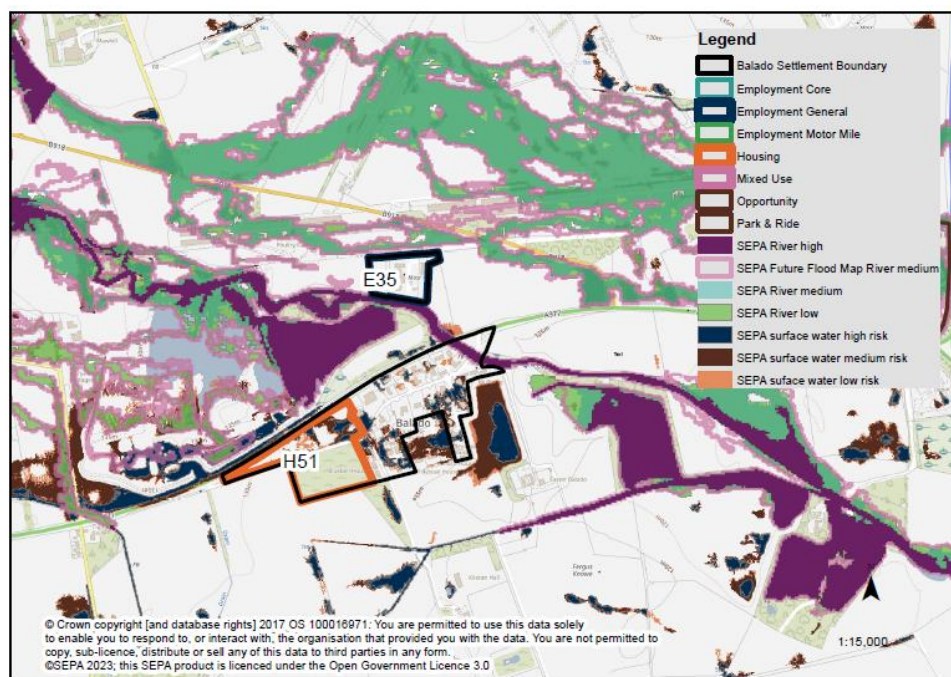 Legend
Balado Settlement Boundary
Employment Core
Employment General
Employment Motor Mile
Housing
Mixed Use
Opportunity
Park & Ride
SEPA River high
SEPA Future Flood Map River medium
SEPA River medium
SEPA River low
SEPA surface water high risk
SEPA surface water medium risk
SEPA suface water low risk
B918
E35
A977
Balado
H51
Fergus
Knowe
1:15,000
© Crown copyright [and database rights] 2017 OS 100016971. You are permitted to use this data solely
to enable you to respond to, or interact with, the organisation that provided you with the data. You are not permitted to
copy, sub-licence, distribute or sell any of this data to third parties in any form.
©SEPA 2023; this SEPA product is licenced under the Open Government Licence 3.0